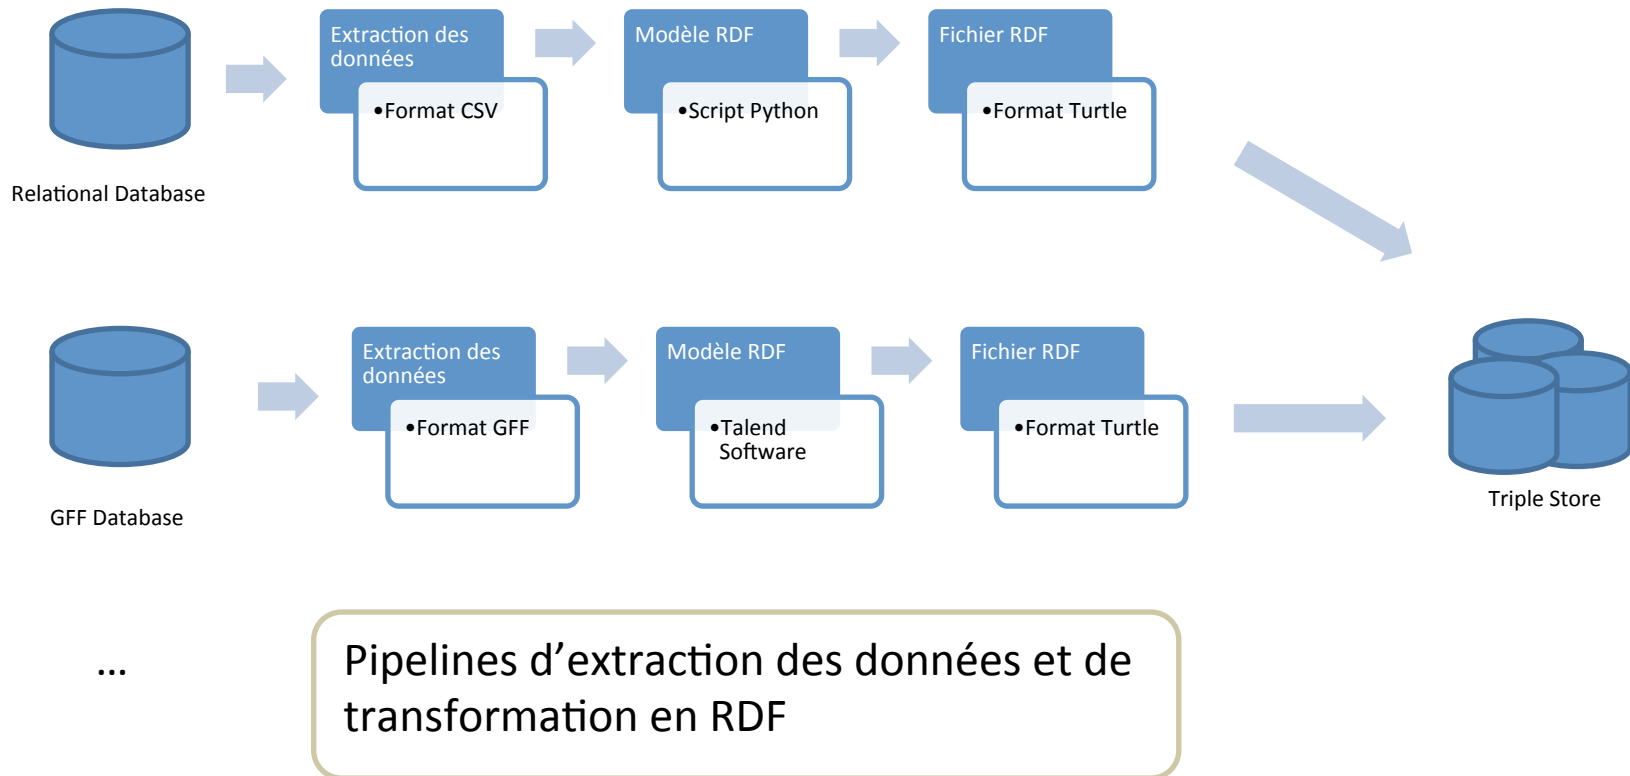 Extraction des
données
•Format CSV
Modèle RDF
•Script Python
Fichier RDF
•Format Turtle
Relational Database
Extraction des
données
•Format GFF
Modèle RDF
•Talend
Software
Fichier RDF
•Format Turtle
GFF Database
Triple Store
...
Pipelines d’extraction des données et de
transformation en RDF